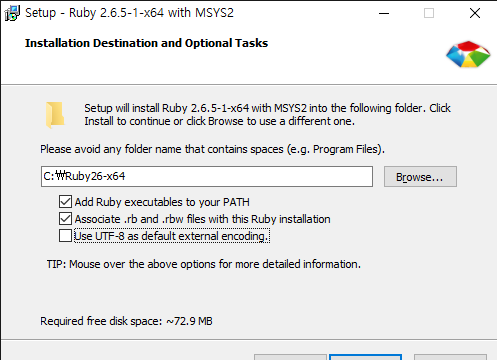 Setup - Ruby 2.6.5-1-x64 with MSYS2
Installation Destination and Optional Tasks
Setup will install Ruby 2.6.5-1-x64 with MSYS2 into the following folder. Click
Install to continue or click Browse to use a different one.
Please avoid any folder name that contains spaces (e.g. Program Files).
C:₩Ruby26-x64
Browse...
Add Ruby executables to your PATH
Associate .rb and .rbw files with this Ruby installation
Use UTF-8 as default external encoding.
TIP: Mouse over the above options for more detailed information.
Required free disk space: ~72.9 MB